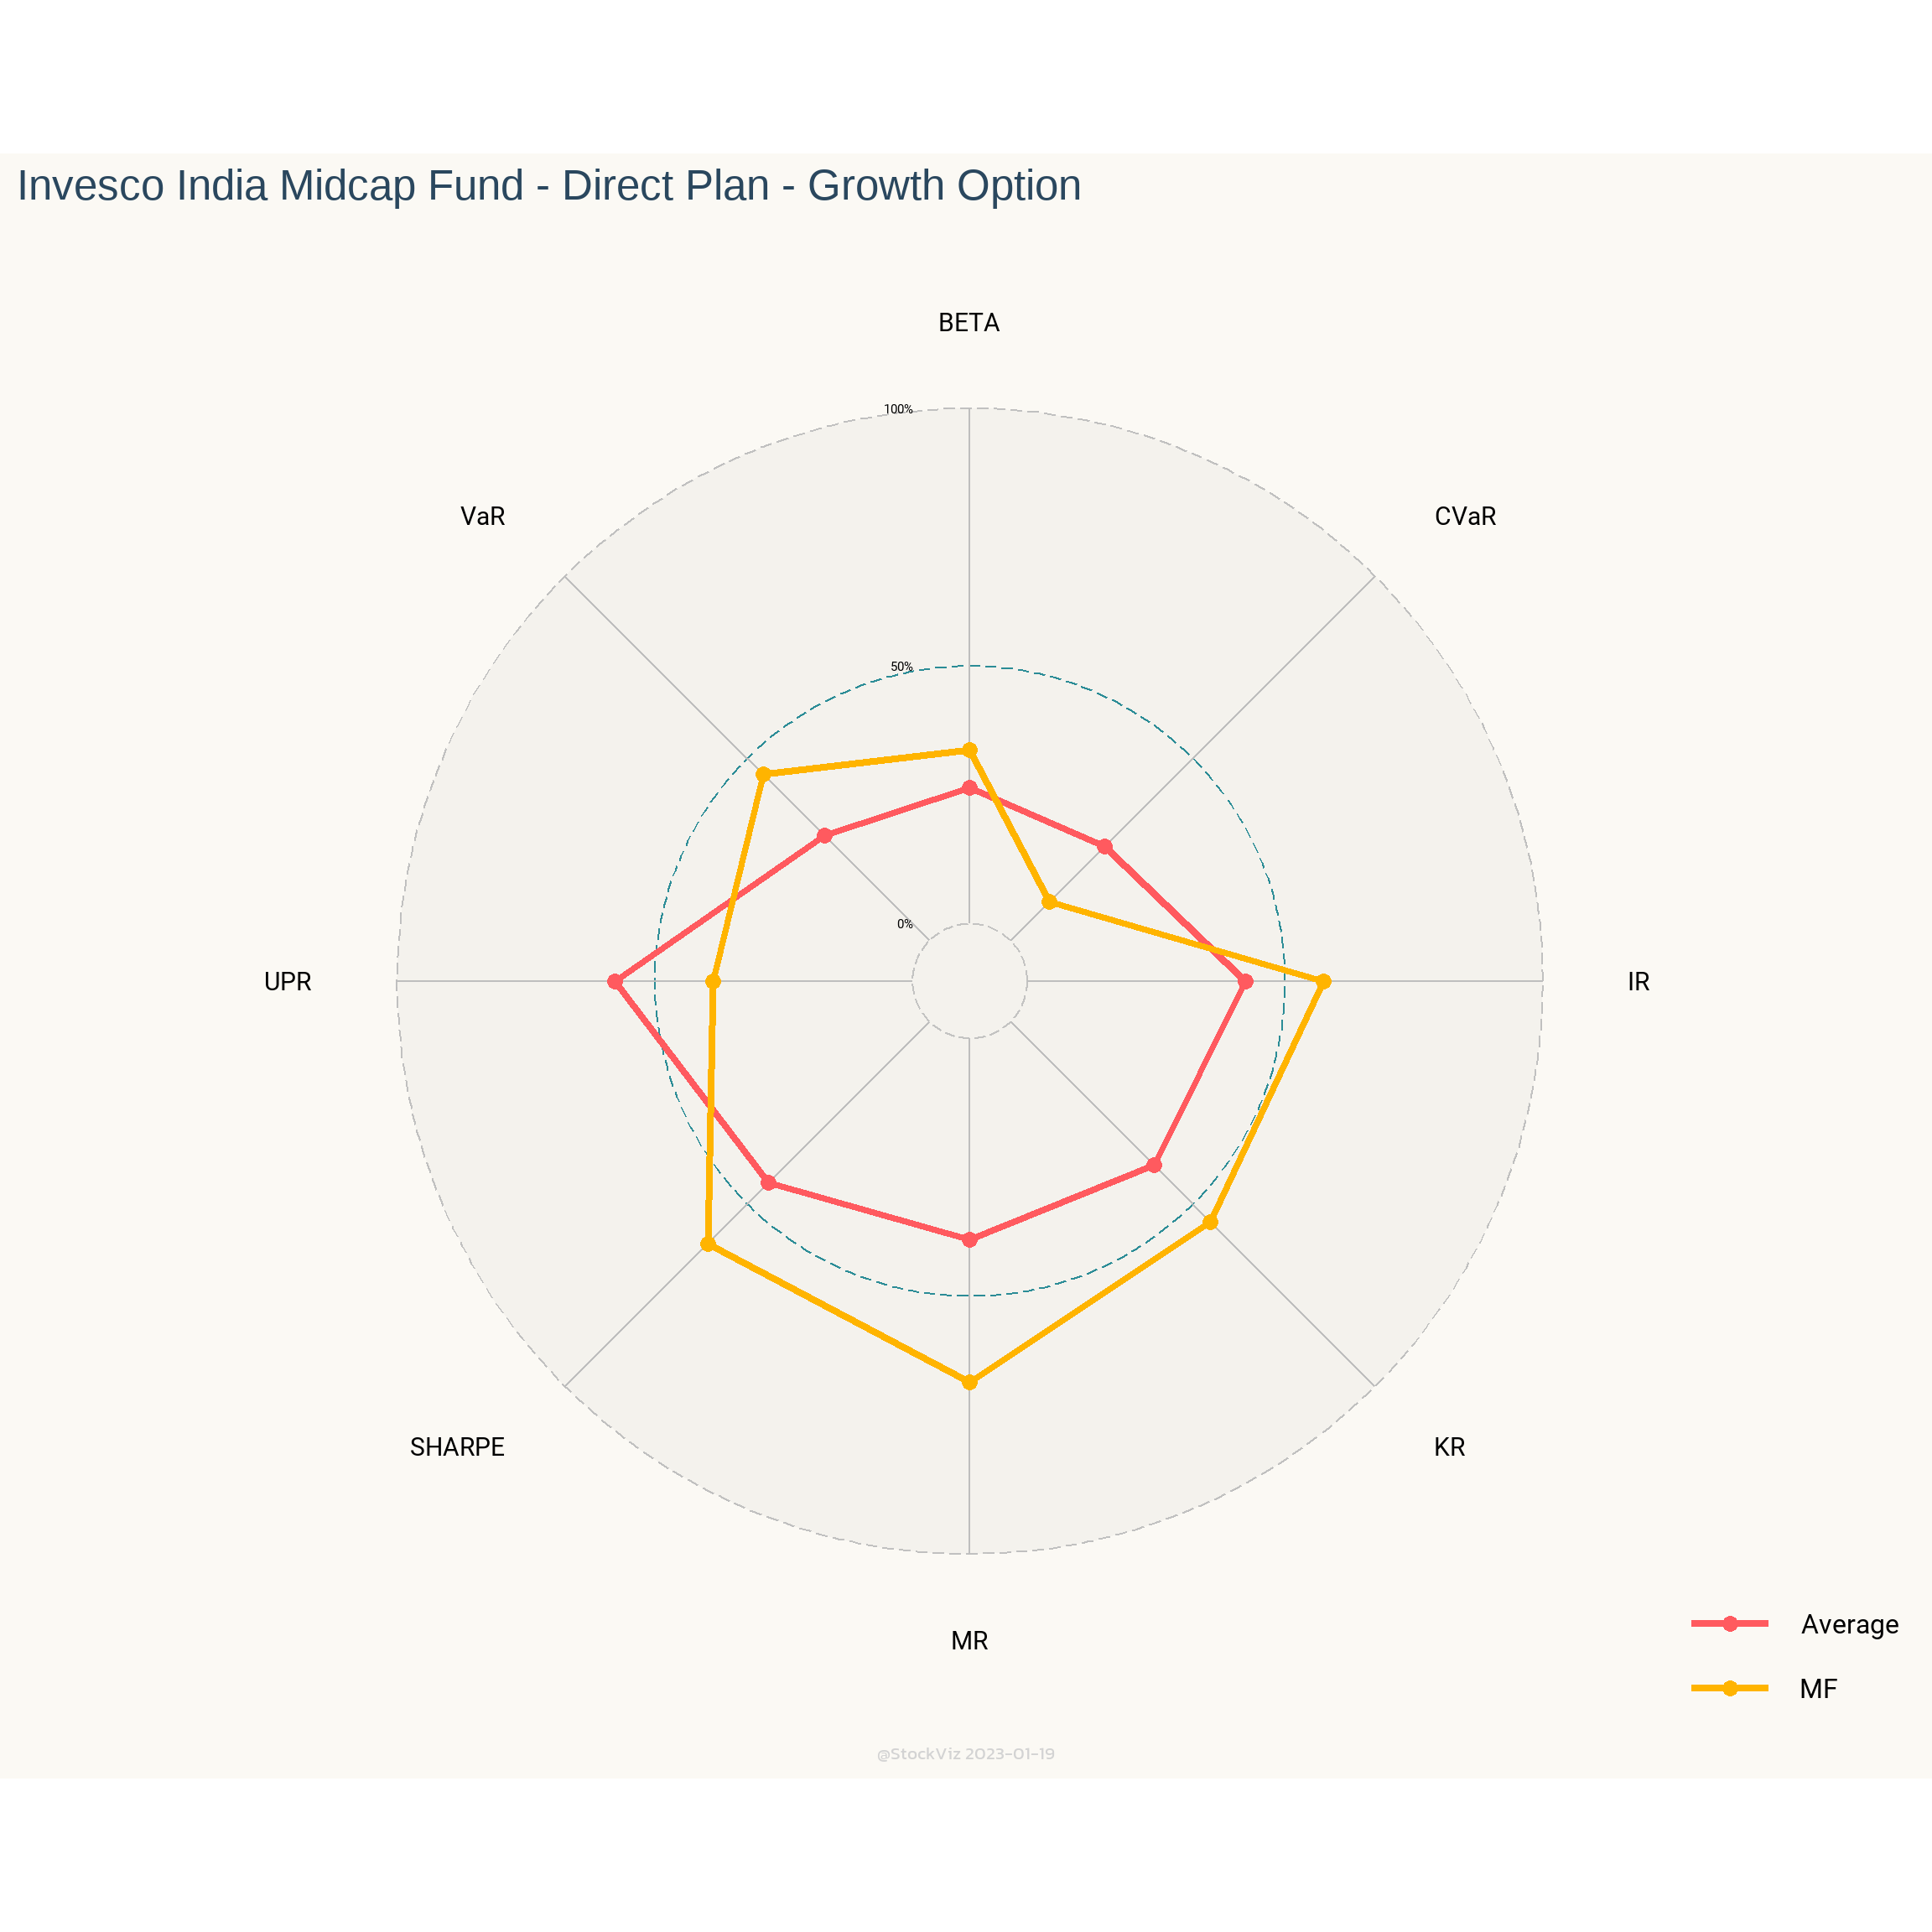 Invesco India Midcap Fund - Direct Plan - Growth Option
BETA
100%
VaR
CVaR
50%
0%
UPR
IR
SHARPE
KR
MR
Average
MF
@StockViz 2023-01-19